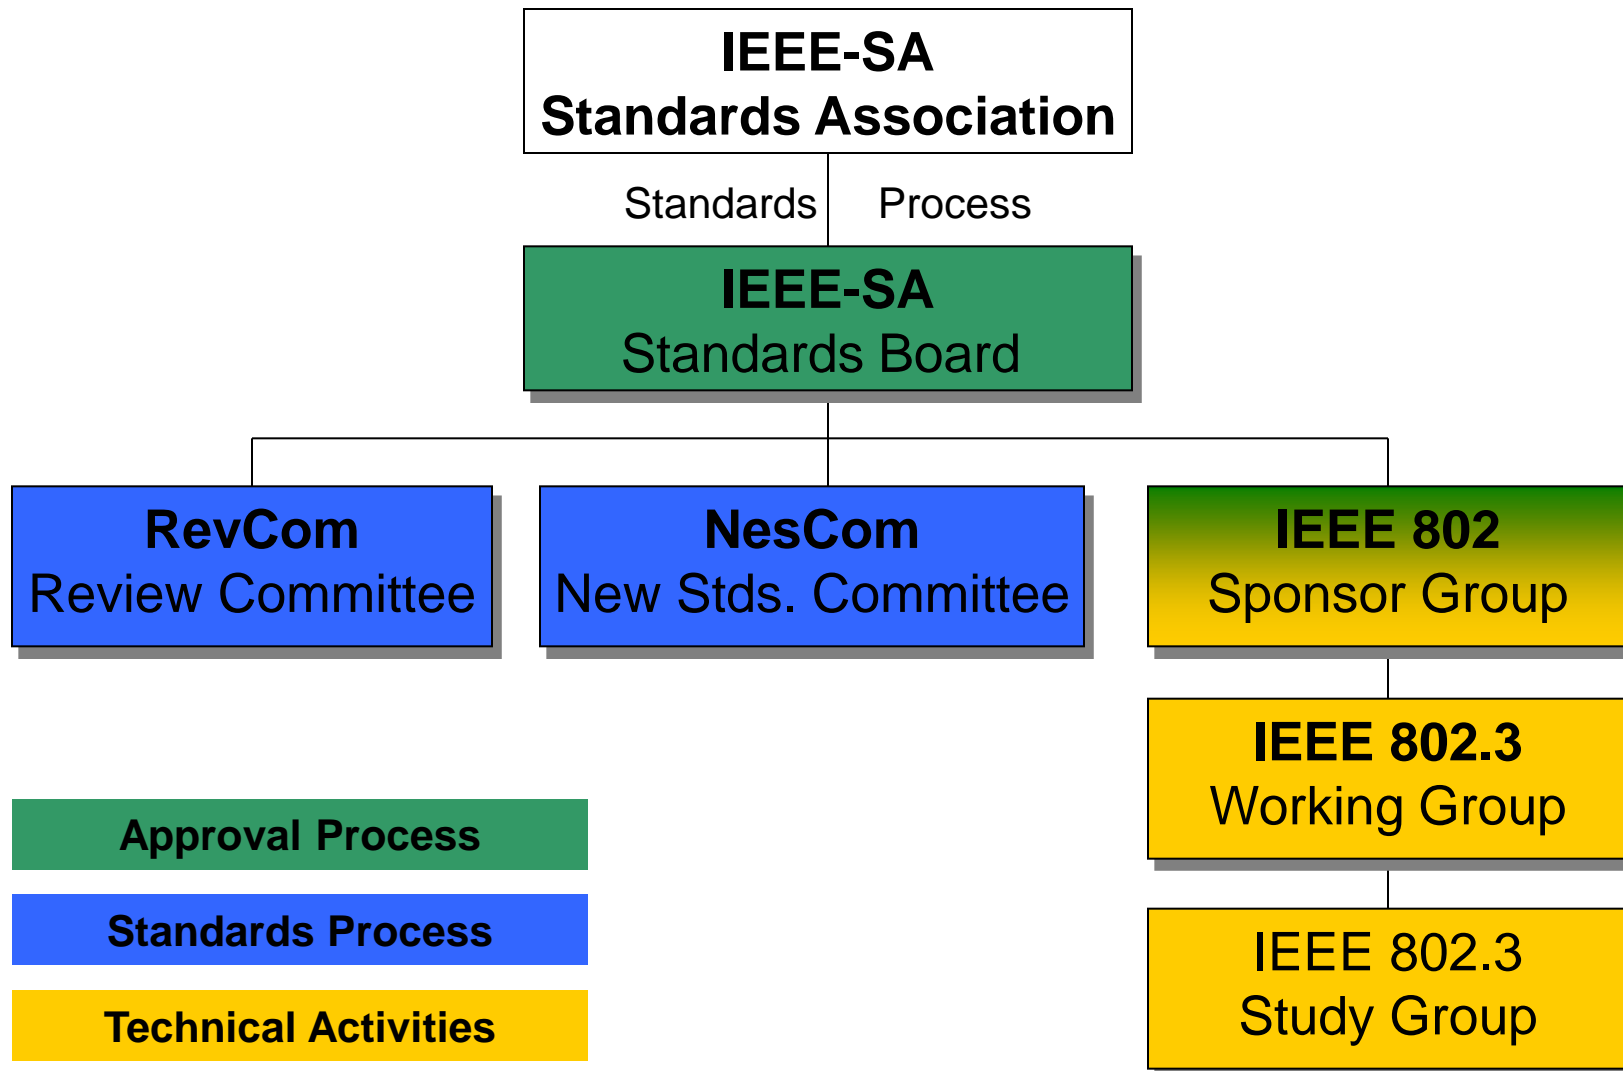 IEEE-SA
Standards Association
Standards Process
IEEE-SA
Standards Board
RevCom
Review Committee
NesCom
New Stds. Committee
IEEE 802
Sponsor Group
IEEE 802.3
Working Group
IEEE 802.3
Study Group
Approval Process
Standards Process
Technical Activities